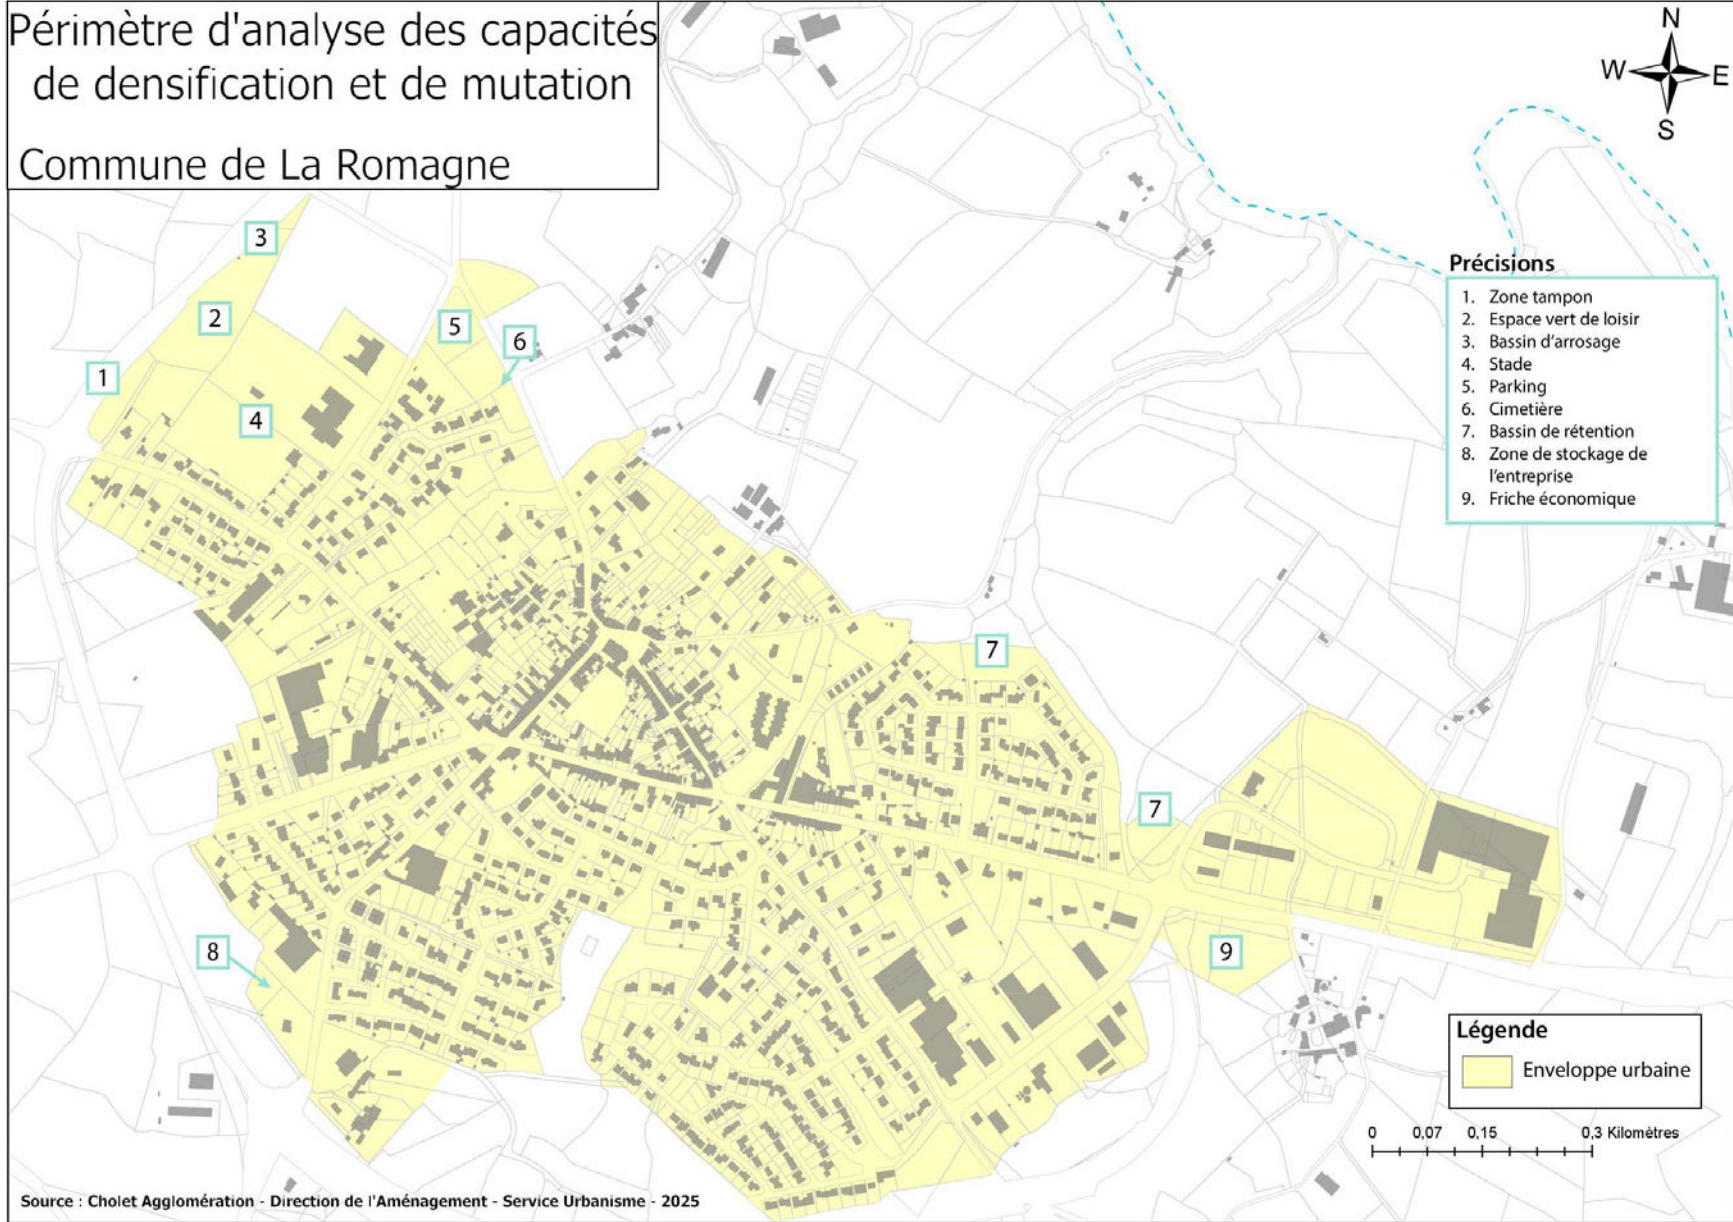 Périmètre d'analyse des capacités
de densification et de mutation
Commune de La Romagne
N
W
E
S
3
2
1
4
5
6
7
7
8
9
Précisions
1. Zone tampon
2. Espace vert de loisir
3. Bassin d'arrosage
4. Stade
5. Parking
6. Cimetière
7. Bassin de rétention
8. Zone de stockage de
l'entreprise
9. Friche économique
Légende
Enveloppe urbaine
0 0,07 0,15 0,3 Kilomètres
Source : Cholet Agglomération - Direction de l'Aménagement - Service Urbanisme - 2025